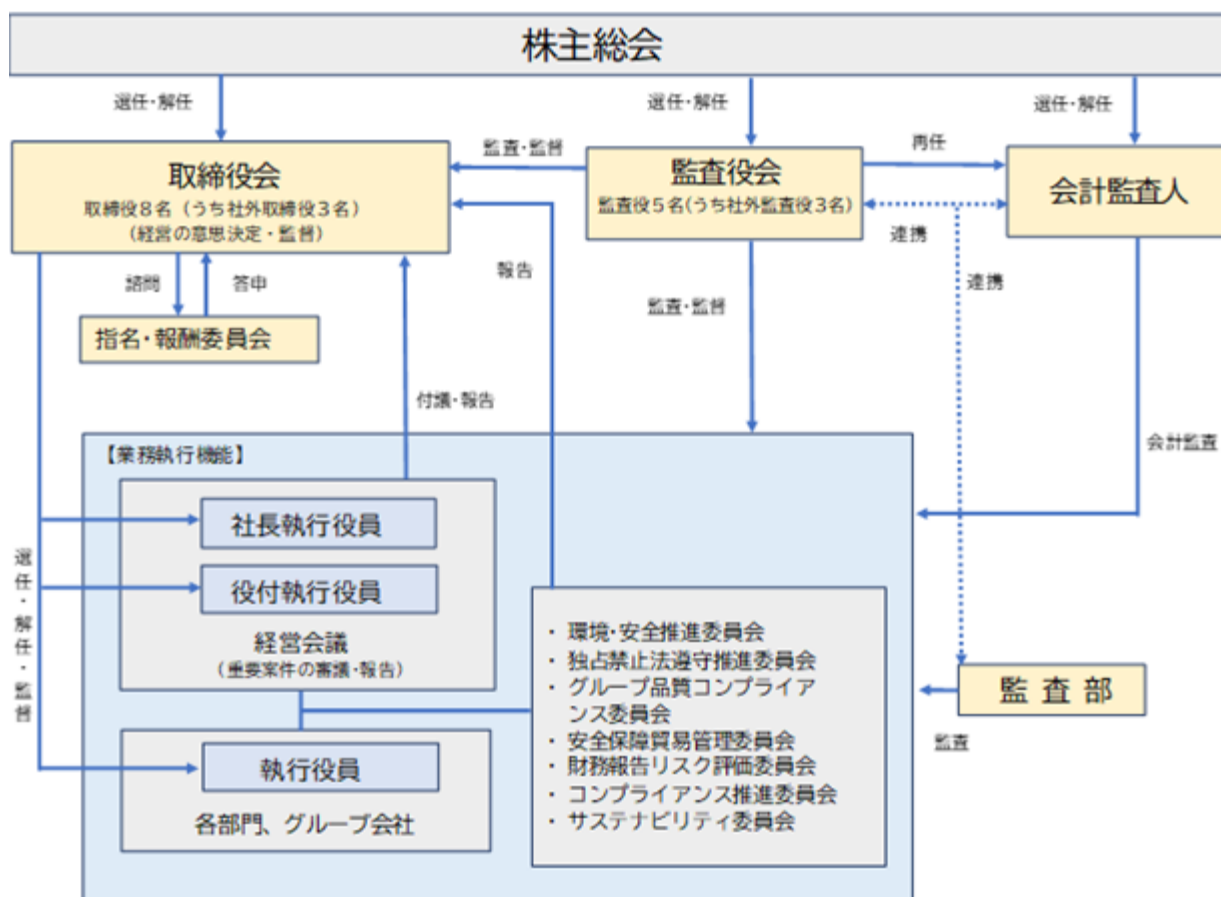 株主総会
選任・解任
選任・解任
選任・解任
取締役会
取締役8名（うち社外取締役3名）
（経営の意思決定・監督）
監査・監督
監査役会
監査役5名(うち社外監査役3名)
再任
会計監査人
連携
連携
諮問
答申
報告
監査・監督
指名・報酬委員会
付議・報告
会計監査
【業務執行機能】
社長執行役員
役付執行役員
経営会議
（重要案件の審議・報告）
選任・解任・監督
執行役員
各部門、グループ会社
・ 環境・安全推進委員会
・ 独占禁止法遵守推進委員会
・ グループ品質コンプライア
ンス委員会
・ 安全保障貿易管理委員会
・ 財務報告リスク評価委員会
・ コンプライアンス推進委員会
・ サステナビリティ委員会
監査部
監査